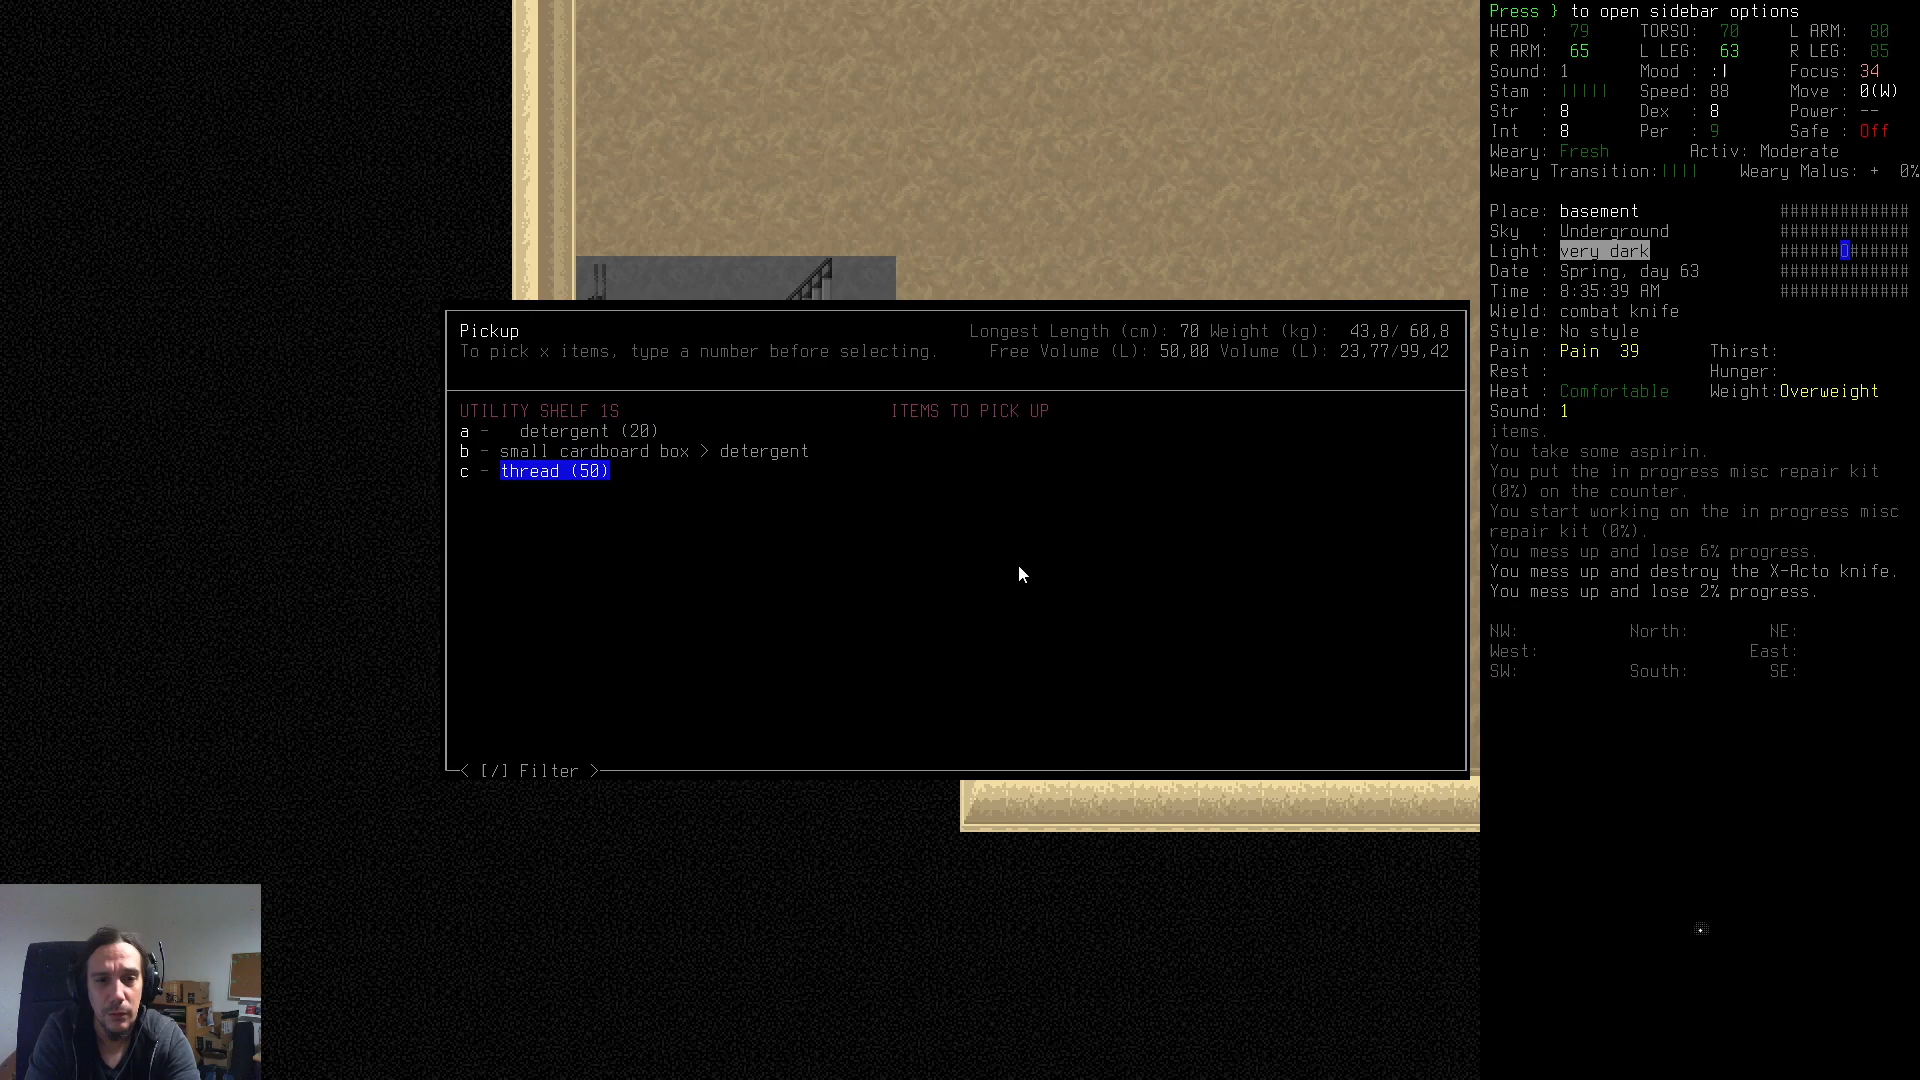 Press } to open sidebar options
HEAD : 79 TORSO: 70 L ARM: 80
R ARM: 65 L LEG: 63 R LEG: 85
Sound: 1 Mood : :| Focus: 34
Stam : ||||| Speed: 88 Move : 0(W)
Str : 8 Dex : 8 Power: --
Int : 8 Per : 9 Safe : Off
Weary: Fresh Activ: Moderate
Weary Transition:|||| Weary Malus: + 0%
Place: basement #############
Sky : Underground #############
Light: very dark ######0######
Date : Spring, day 63 #############
Time : 8:35:39 AM #############
Wield: combat knife
Style: No style
Pain : Pain 39 Thirst:
Rest : Hunger:
Heat : Comfortable Weight:Overweight
Sound: 1
items.
You take some aspirin.
You put the in progress misc repair kit
(0%) on the counter.
You start working on the in progress misc
repair kit (0%).
You mess up and lose 6% progress.
You mess up and destroy the X-Acto knife.
You mess up and lose 2% progress.
NW: North: NE:
West: East:
SW: South: SE:
Pickup Longest Length (cm): 70 Weight (kg): 43,8/ 60,8
To pick x items, type a number before selecting. Free Volume (L): 50,00 Volume (L): 23,77/99,42
UTILITY SHELF 1S ITEMS TO PICK UP
a - detergent (20)
b - small cardboard box > detergent
c - thread (50)
< [/] Filter >